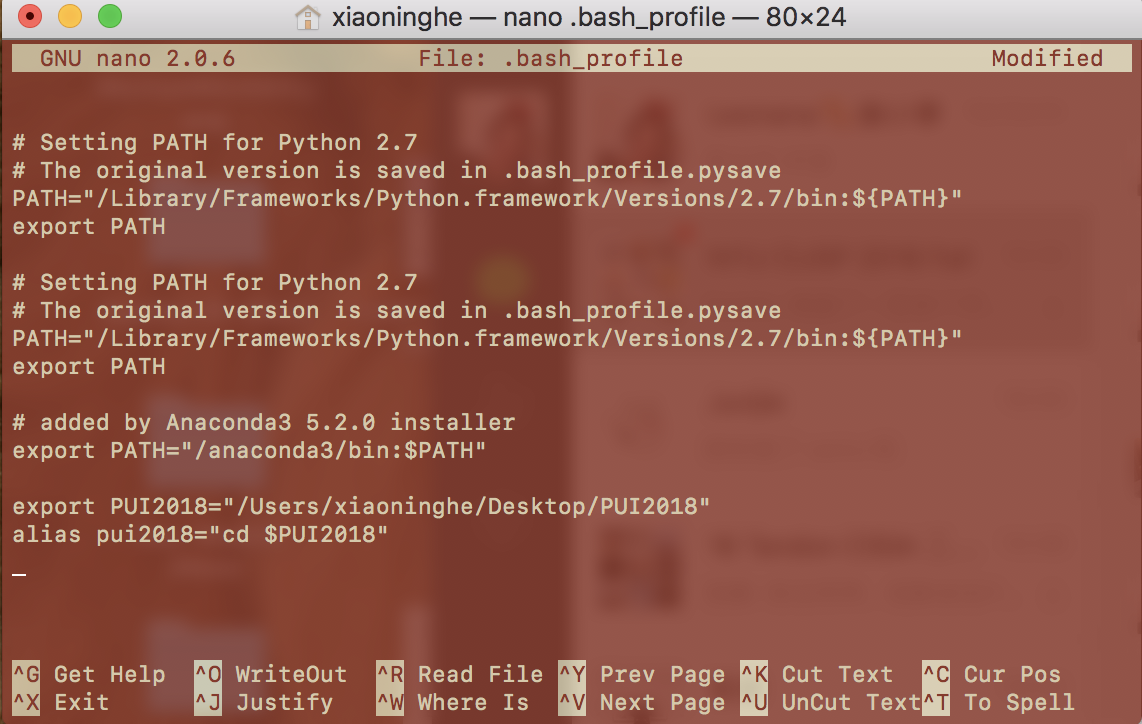 xiaoninghe — nano .bash_profile — 80×24
GNU nano 2.0.6 File: .bash_profile Modified
# Setting PATH for Python 2.7
# The original version is saved in .bash_profile.pysave
PATH="/Library/Frameworks/Python.framework/Versions/2.7/bin:${PATH}"
export PATH
# Setting PATH for Python 2.7
# The original version is saved in .bash_profile.pysave
PATH="/Library/Frameworks/Python.framework/Versions/2.7/bin:${PATH}"
export PATH
# added by Anaconda3 5.2.0 installer
export PATH="/anaconda3/bin:$PATH"
export PUI2018="/Users/xiaoninghe/Desktop/PUI2018"
alias pui2018="cd $PUI2018"
^G Get Help ^O WriteOut ^R Read File ^Y Prev Page ^K Cut Text ^C Cur Pos
^X Exit ^J Justify ^W Where Is ^V Next Page ^U UnCut Text ^T To Spell